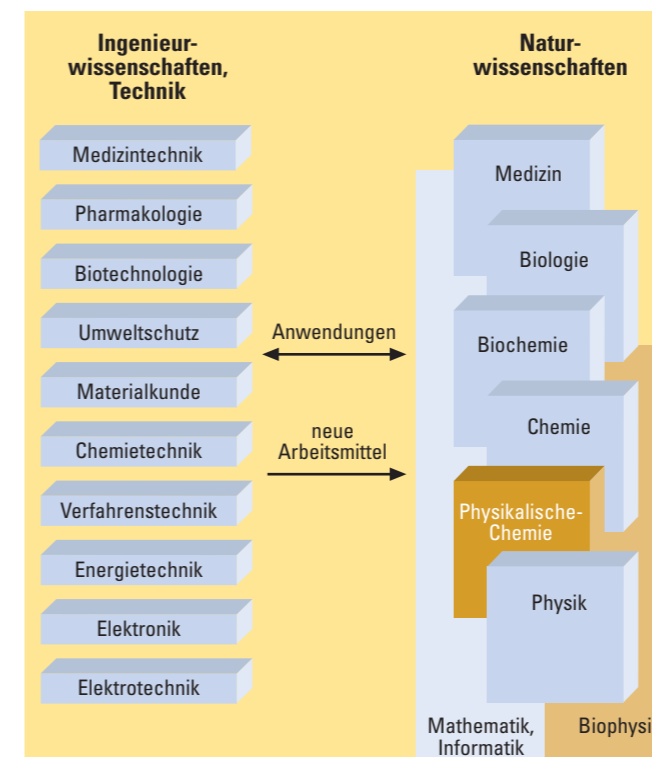 Ingenieur-
wissenschaften,
Technik
Medizintechnik
Pharmakologie
Biotechnologie
Umweltschutz
Materialkunde
Chemietechnik
Verfahrenstechnik
Energietechnik
Elektronik
Elektrotechnik
Anwendungen
neue
Arbeitsmittel
Natur-
wissenschaften
Medizin
Biologie
Biochemie
Chemie
Physikalische-
Chemie
Physik
Mathematik,
Informatik
Biophysi